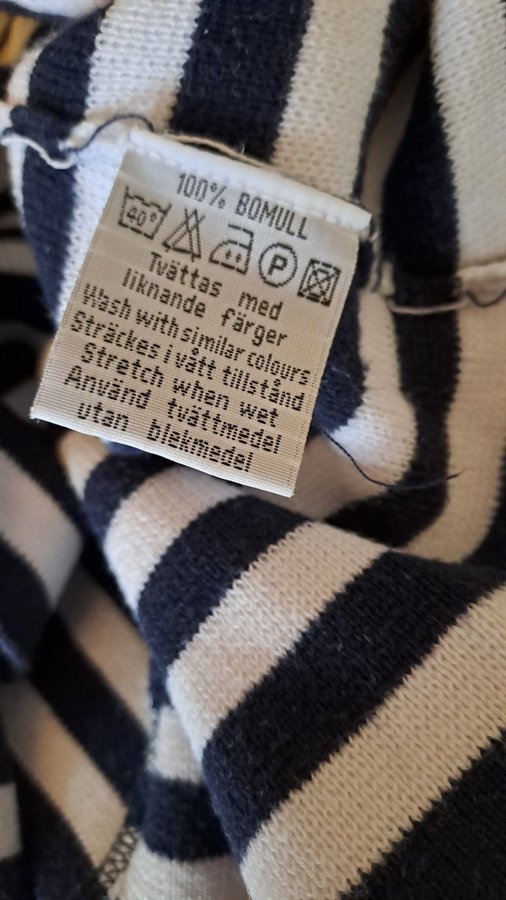 100% BOMULL
40° P
Tvättas med
liknande färger
Wash with similar colours
Sträckes i vått tillstånd
Stretch when wet
Använd tvättmedel
utan blekmedel